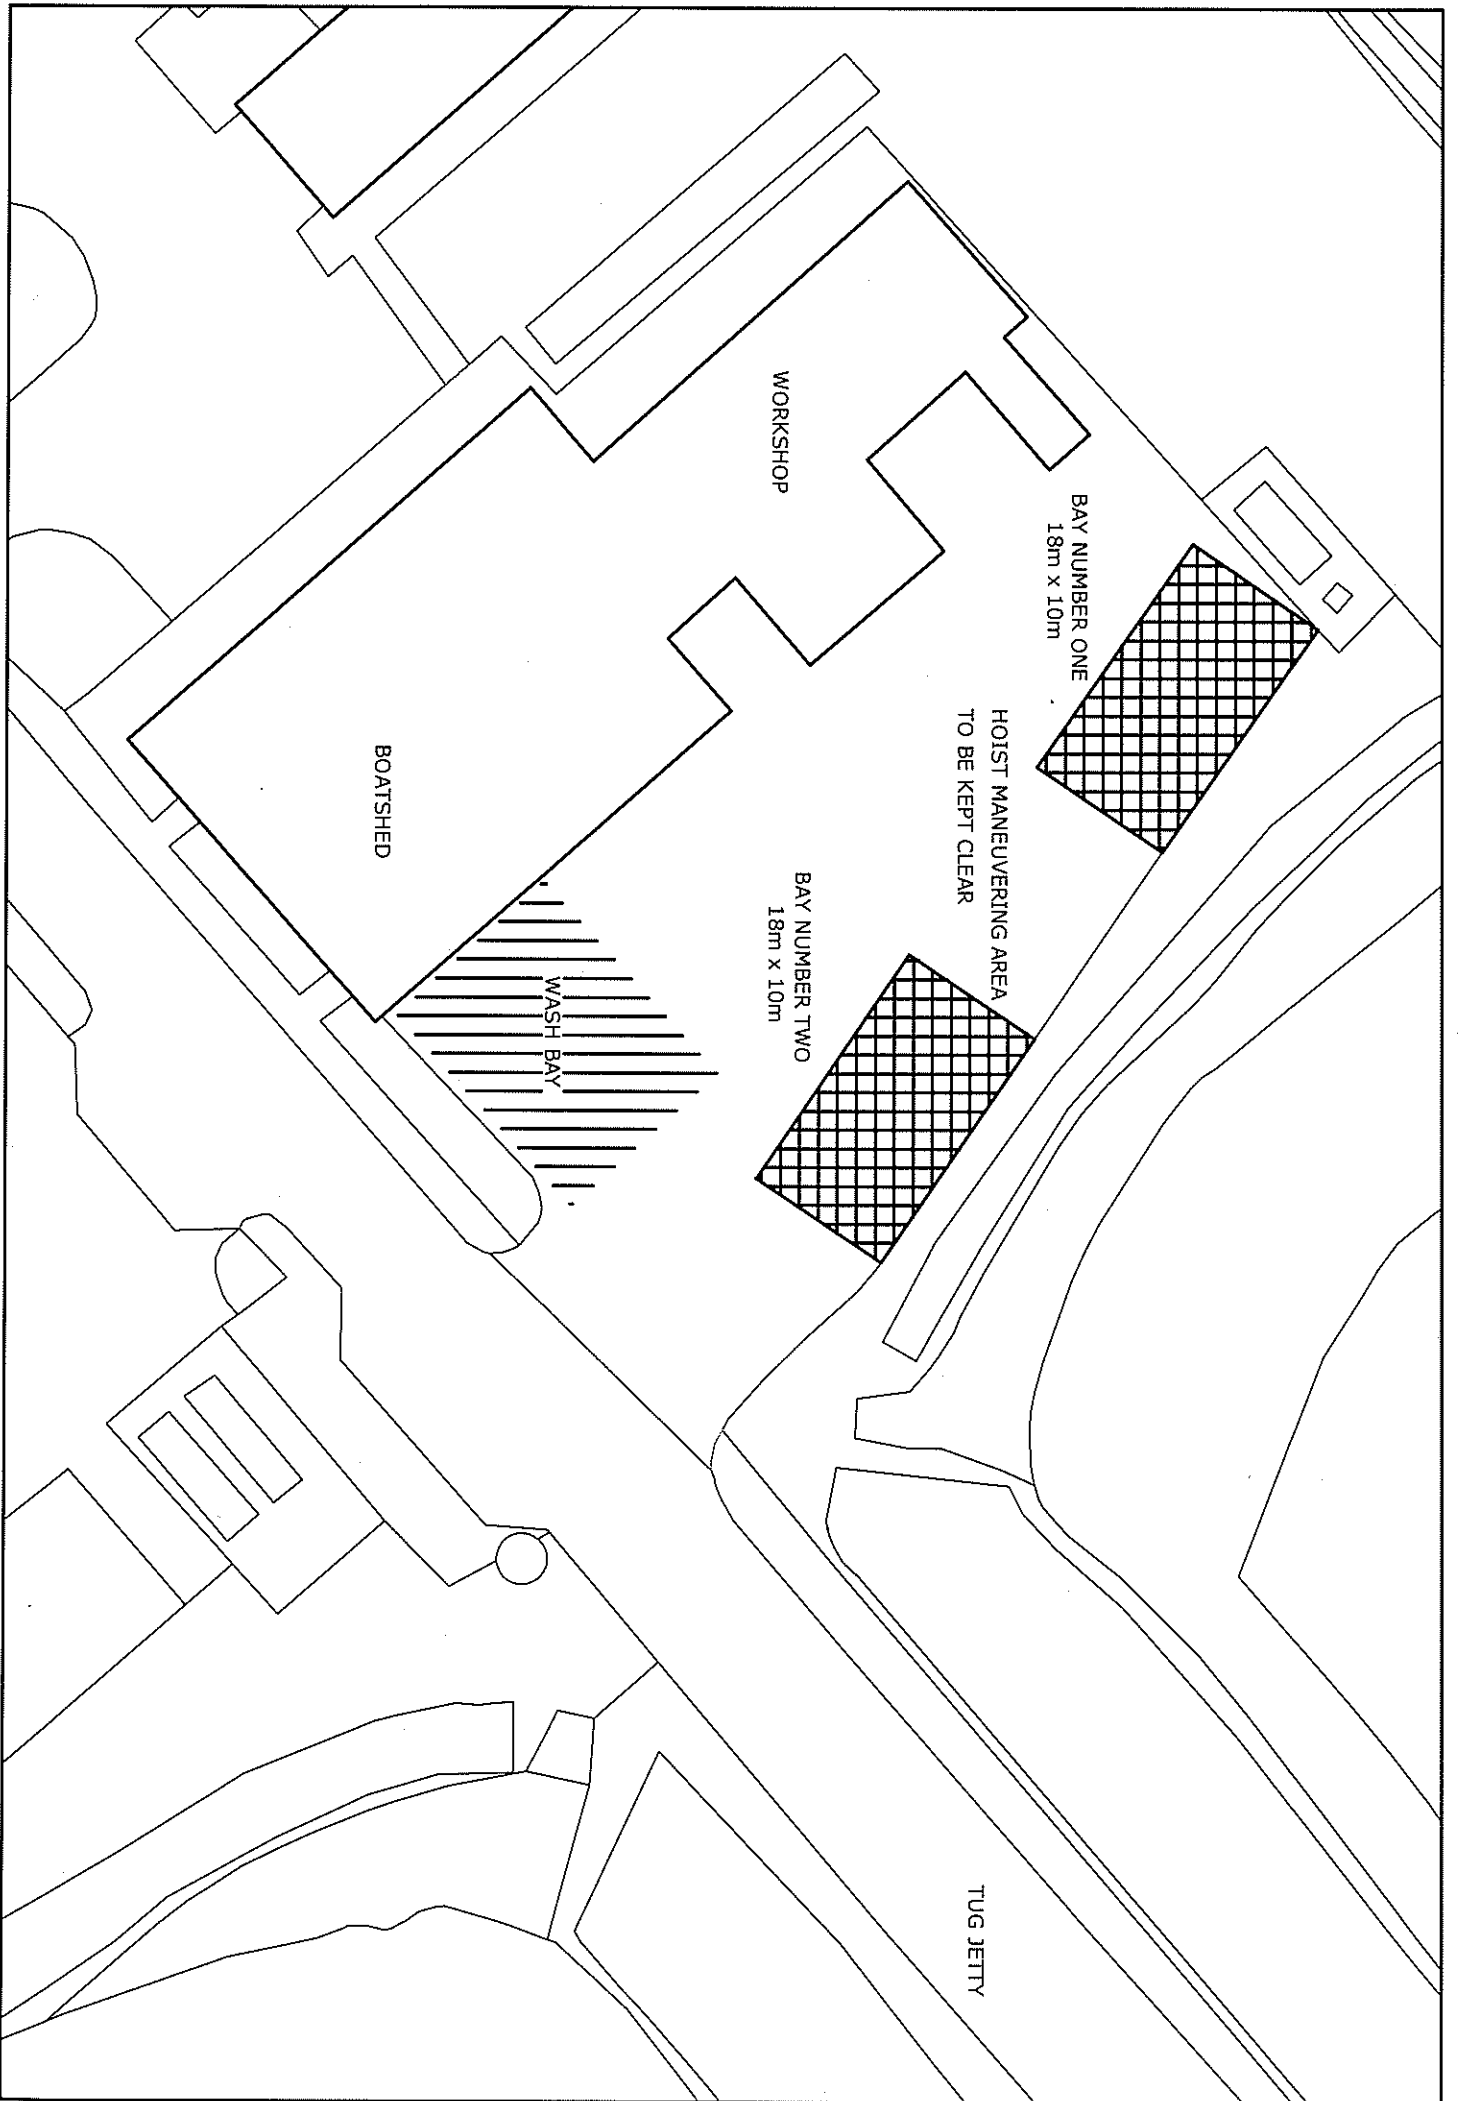 BAY NUMBER ONE
18m x 10m
HOIST MANEUVERING AREA
TO BE KEPT CLEAR
WORKSHOP
BAY NUMBER TWO
18m x 10m
BOATSHED
WASH BAY
TUG JETTY